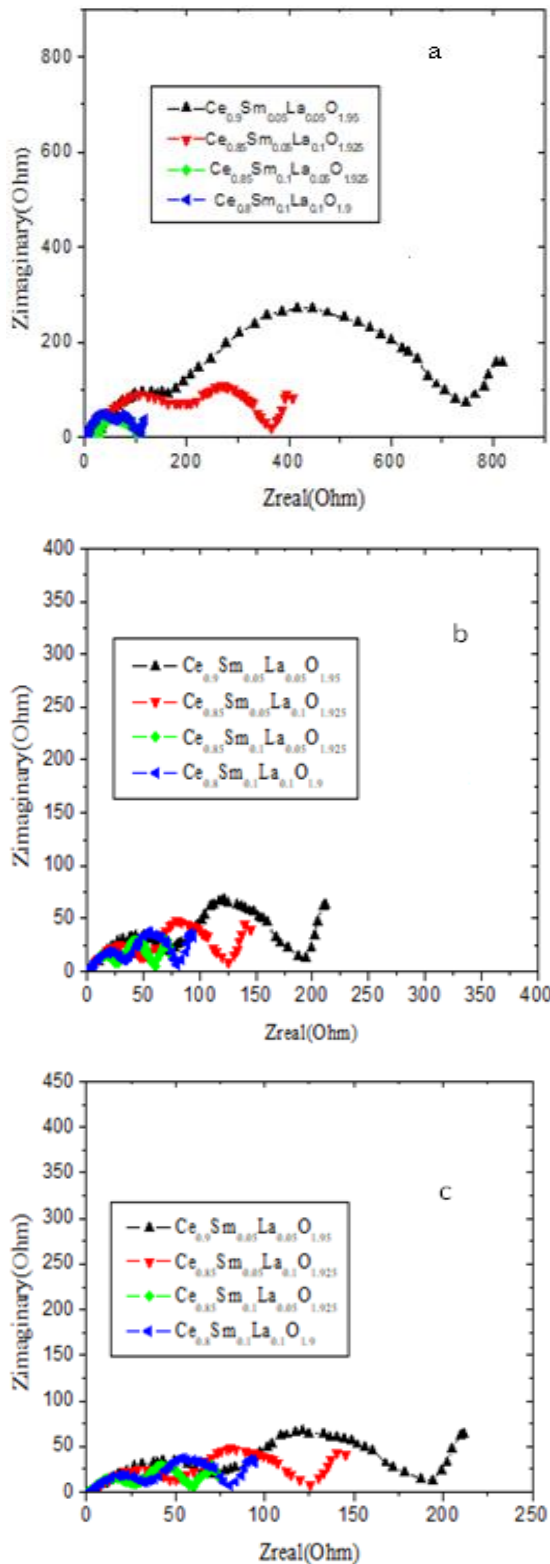 a
800
600
400
200
0
Zimaginary(Ohm)
Ce0.9Sm0.05La0.05O1.95
Ce0.85Sm0.05La0.1O1.925
Ce0.85Sm0.1La0.05O1.925
Ce0.8Sm0.1La0.1O1.9
0 200 400 600 800
Zreal(Ohm)
b
400
350
300
250
200
150
100
50
0
Zimaginary(Ohm)
Ce0.9Sm0.05La0.05O1.95
Ce0.85Sm0.05La0.1O1.925
Ce0.85Sm0.1La0.05O1.925
Ce0.8Sm0.1La0.1O1.9
0 50 100 150 200 250 300 350 400
Zreal(Ohm)
c
450
400
350
300
250
200
150
100
50
0
Zimaginary(Ohm)
Ce0.9Sm0.05La0.05O1.95
Ce0.85Sm0.05La0.1O1.925
Ce0.85Sm0.1La0.05O1.925
Ce0.8Sm0.1La0.1O1.9
0 50 100 150 200 250
Zreal(Ohm)